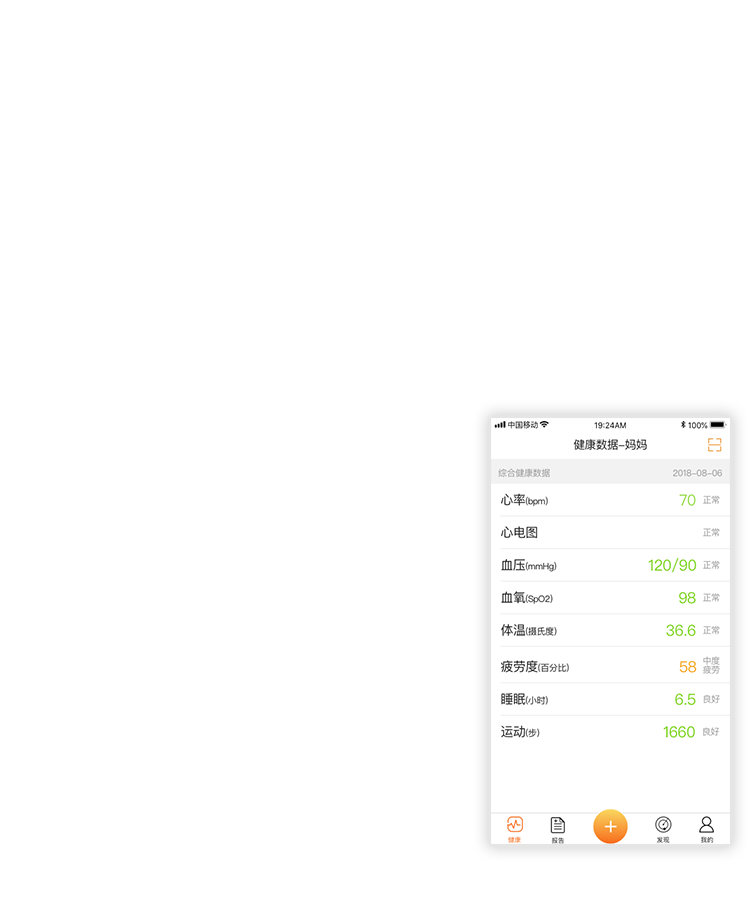 中国移动 19:24AM 100%
健康数据-妈妈
综合健康数据 2018-08-06
心率(bpm) 70 正常
心电图 正常
血压(mmHg) 120/90 正常
血氧(SpO2) 98 正常
体温(摄氏度) 36.6 正常
疲劳度(百分比) 58 中度
疲劳
睡眠(小时) 6.5 良好
运动(步) 1660 良好
健康 报告 发现 我的